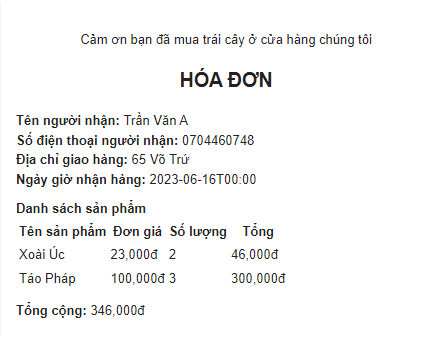 Cảm ơn bạn đã mua trái cây ở cửa hàng chúng tôi
HÓA ĐƠN
Tên người nhận: Trần Văn A
Số điện thoại người nhận: 0704460748
Địa chỉ giao hàng: 65 Võ Trứ
Ngày giờ nhận hàng: 2023-06-16T00:00
Danh sách sản phẩm
Tên sản phẩm Đơn giá Số lượng Tổng
Xoài Úc 23,000đ 2 46,000đ
Táo Pháp 100,000đ 3 300,000đ
Tổng cộng: 346,000đ